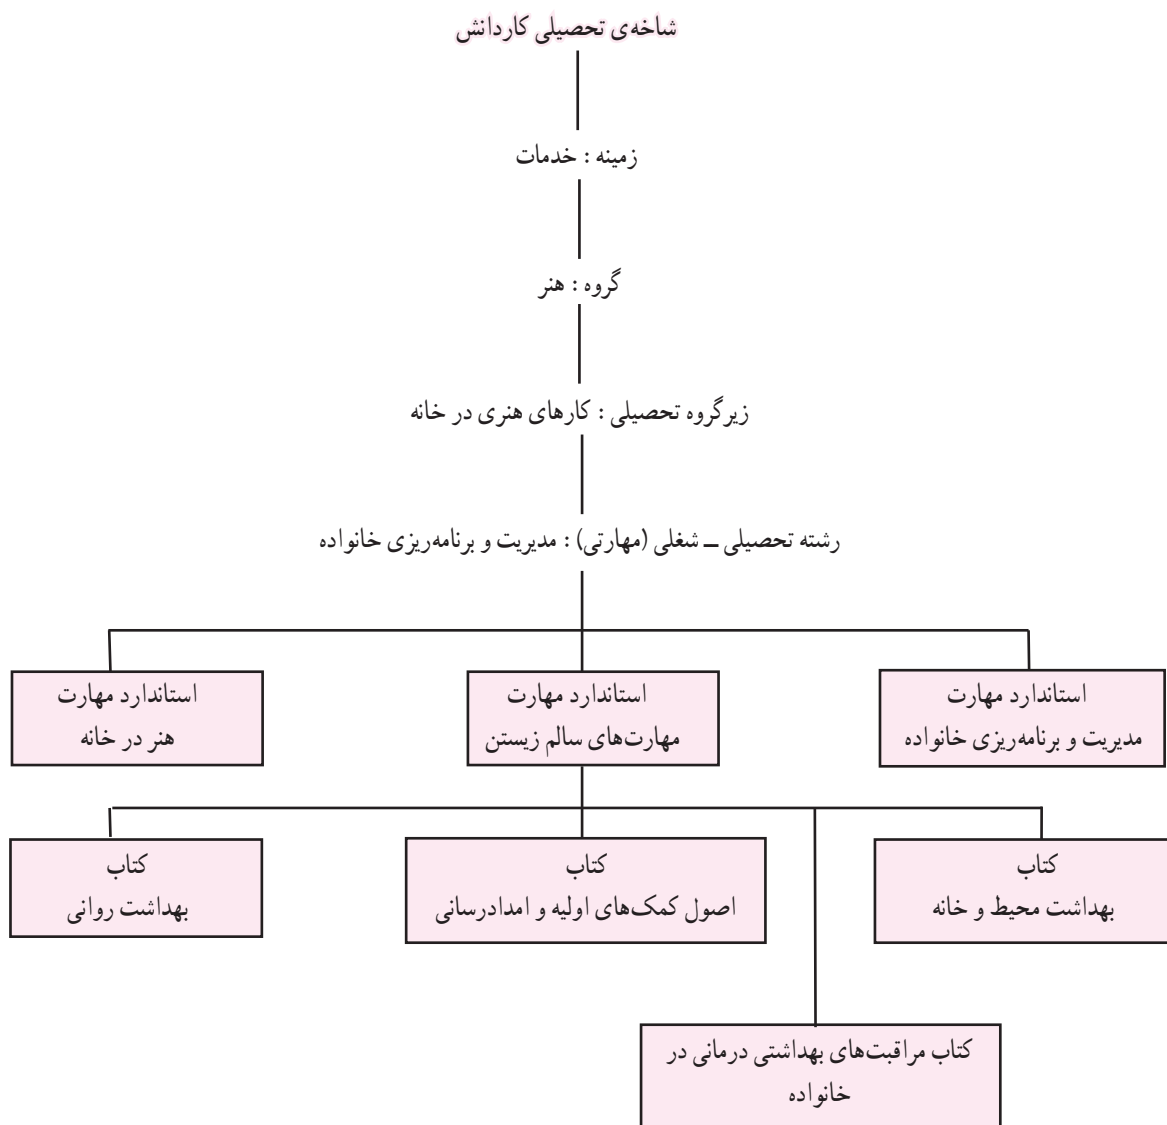 شاخه‌ی تحصیلی کاردانش
زمینه : خدمات
گروه : هنر
زیرگروه تحصیلی : کارهای هنری در خانه
رشته تحصیلی ــ شغلی (مهارتی) : مدیریت و برنامه‌ریزی خانواده
استاندارد مهارت
مدیریت و برنامه‌ریزی خانواده
استاندارد مهارت
مهارت‌های سالم زیستن
استاندارد مهارت
هنر در خانه
کتاب
بهداشت محیط و خانه
کتاب
اصول کمک‌های اولیه و امدادرسانی
کتاب
بهداشت روانی
کتاب مراقبت‌های بهداشتی درمانی در
خانواده